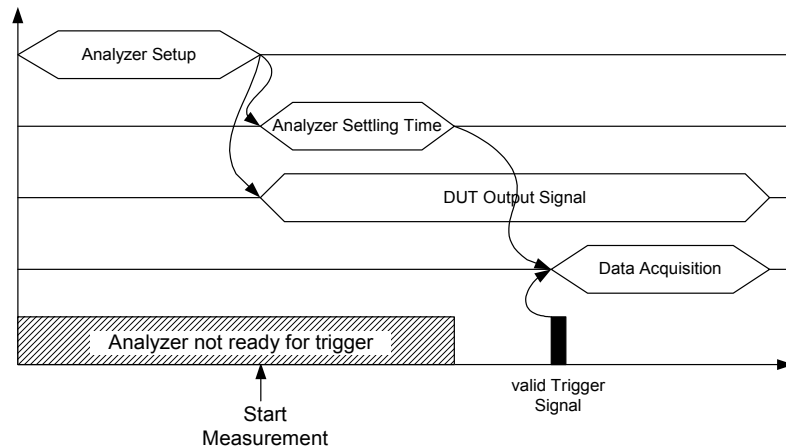 Analyzer Setup
Analyzer Settling Time
DUT Output Signal
Data Acquisition
Analyzer not ready for trigger
valid Trigger
Signal
Start
Measurement